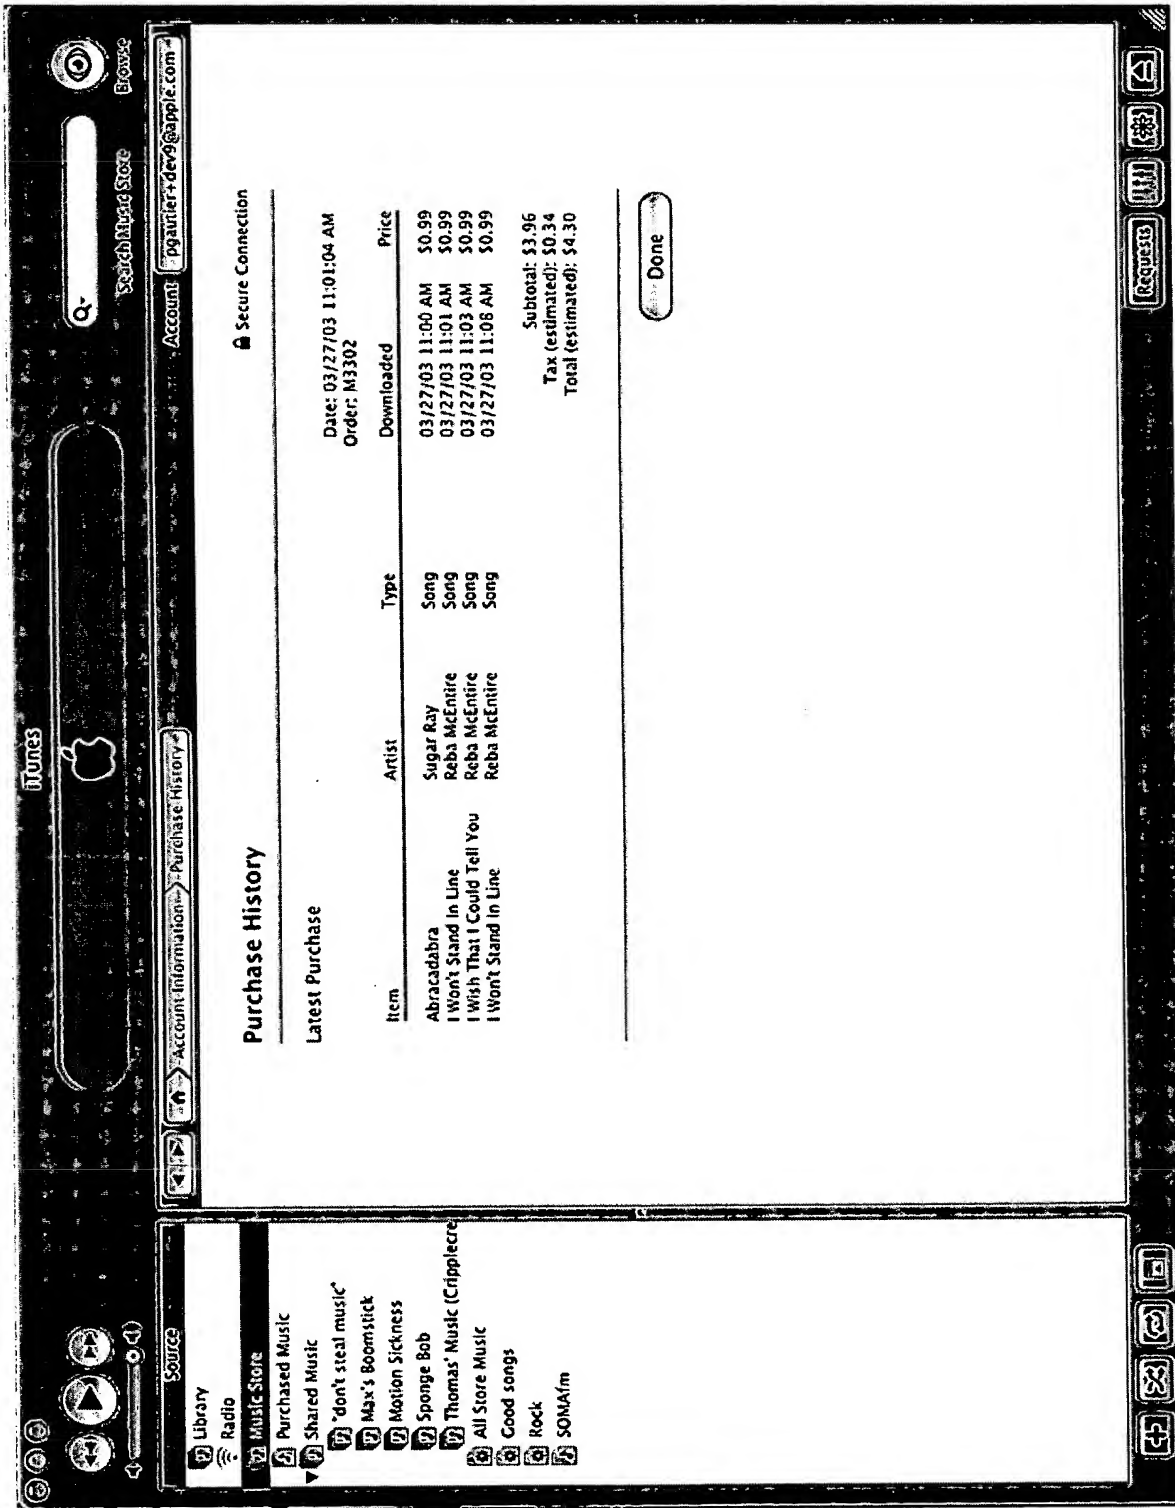 iTunes
Search Music Store
Browse
Source
Library
Radio
Music Store
Purchased Music
Shared Music
"don't steal music"
Max's Boomstick
Motion Sickness
Sponge Bob
Thomas' Music (Cripplecre
All Store Music
Good songs
Rock
SOMAfm
Account Information
Purchase History
Account
pgautier+dev9@apple.com
Purchase History
Secure Connection
Latest Purchase
Date: 03/27/03 11:01:04 AM
Order: M3302
Item Artist Type Downloaded Price
Abracadabra Sugar Ray Song 03/27/03 11:00 AM $0.99
I Won't Stand In Line Reba McEntire Song 03/27/03 11:01 AM $0.99
I Wish That I Could Tell You Reba McEntire Song 03/27/03 11:03 AM $0.99
I Won't Stand In Line Reba McEntire Song 03/27/03 11:08 AM $0.99
Subtotal: $3.96
Tax (estimated): $0.34
Total (estimated): $4.30
Done
Requests